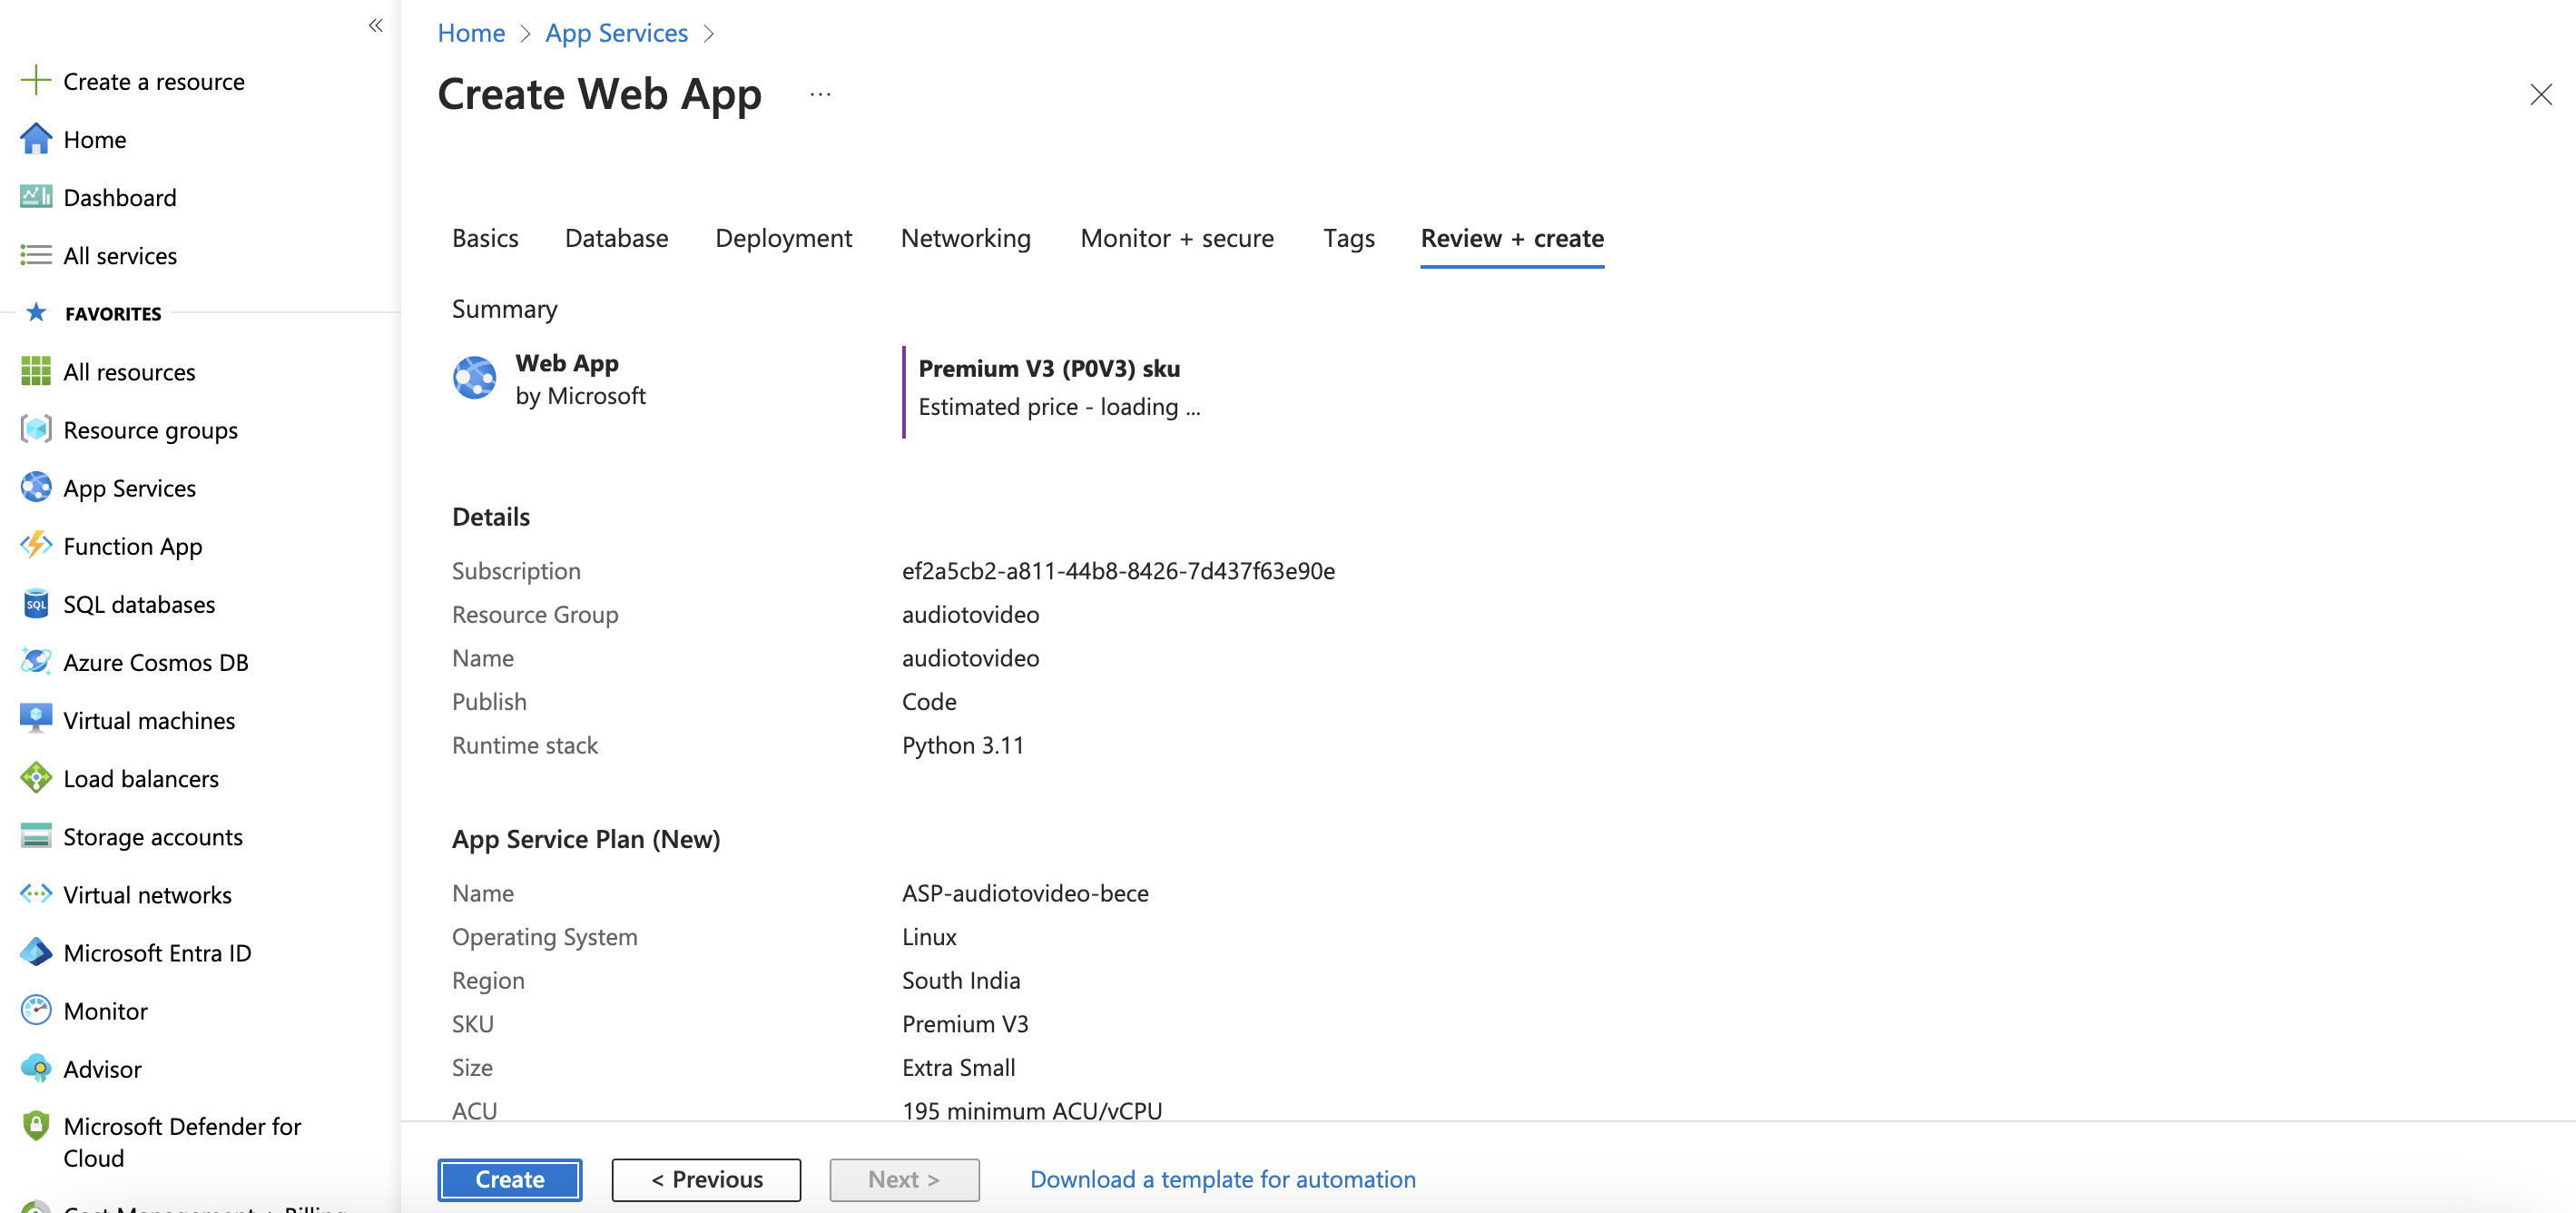 «
Create a resource
Home
Dashboard
All services
FAVORITES
All resources
Resource groups
App Services
Function App
SQL databases
Azure Cosmos DB
Virtual machines
Load balancers
Storage accounts
Virtual networks
Microsoft Entra ID
Monitor
Advisor
Microsoft Defender for
Cloud
Cost Management + Billing
Home > App Services >
Create Web App ...
Basics Database Deployment Networking Monitor + secure Tags Review + create
Summary
Web App
by Microsoft
Premium V3 (P0V3) sku
Estimated price - loading ...
Details
Subscription ef2a5cb2-a811-44b8-8426-7d437f63e90e
Resource Group audiotovideo
Name audiotovideo
Publish Code
Runtime stack Python 3.11
App Service Plan (New)
Name ASP-audiotovideo-bece
Operating System Linux
Region South India
SKU Premium V3
Size Extra Small
ACU 195 minimum ACU/vCPU
Create < Previous Next > Download a template for automation